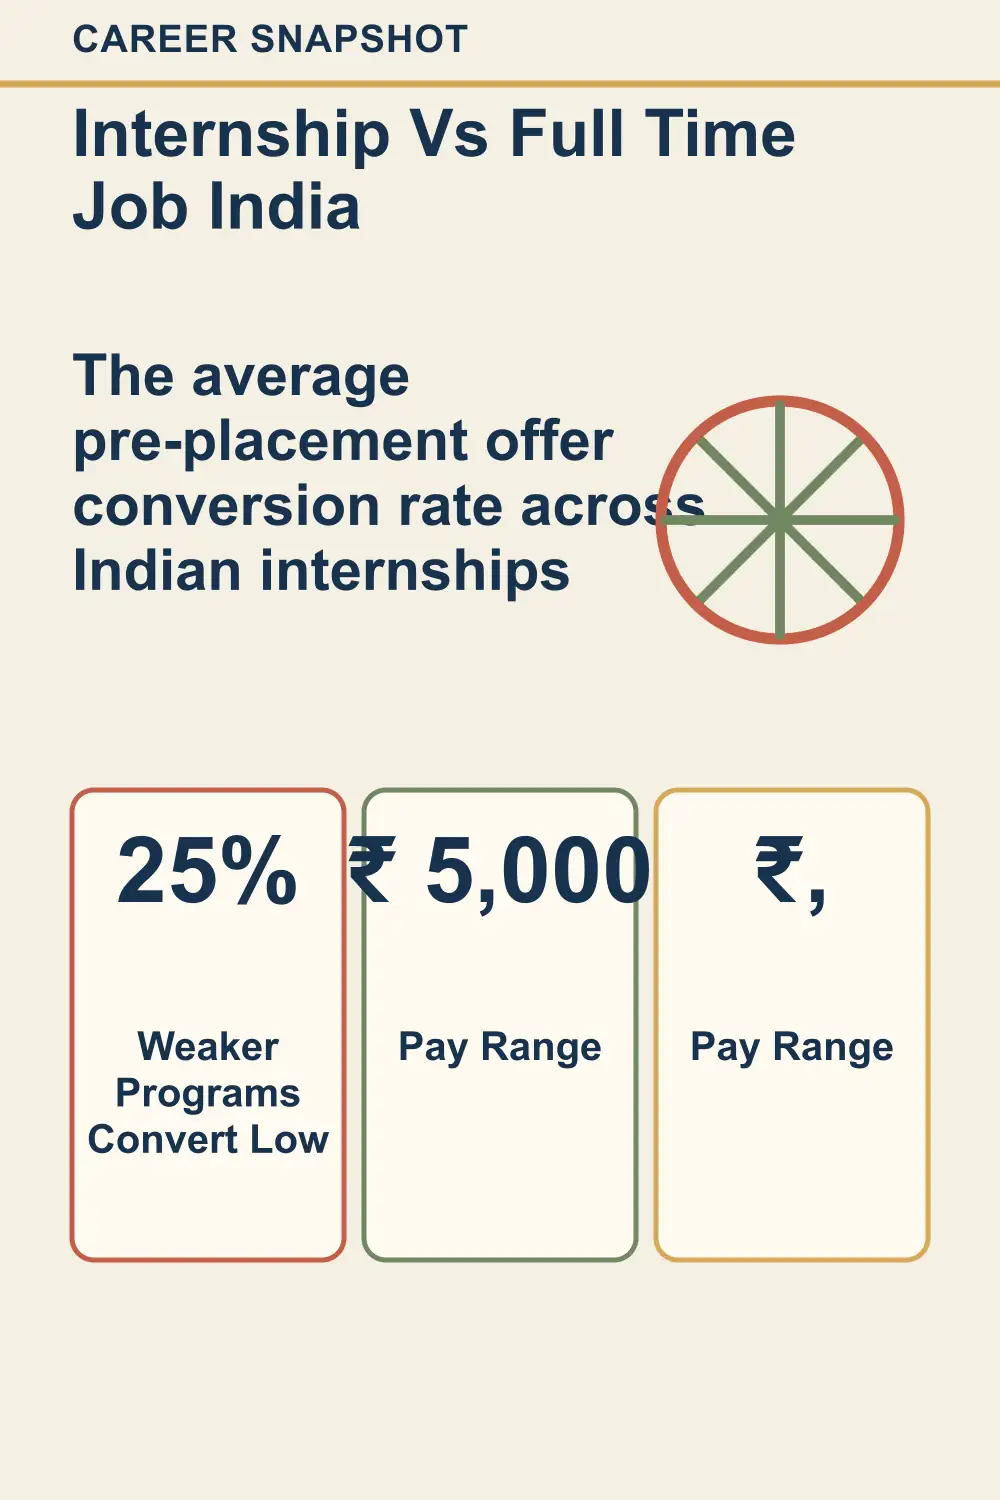 CAREER SNAPSHOT
Internship Vs Full Time
Job India
The average
pre-placement offer
conversion rate across
Indian internships
25%
₹ 5,000
₹,
Weaker
Programs
Convert Low
Pay Range
Pay Range